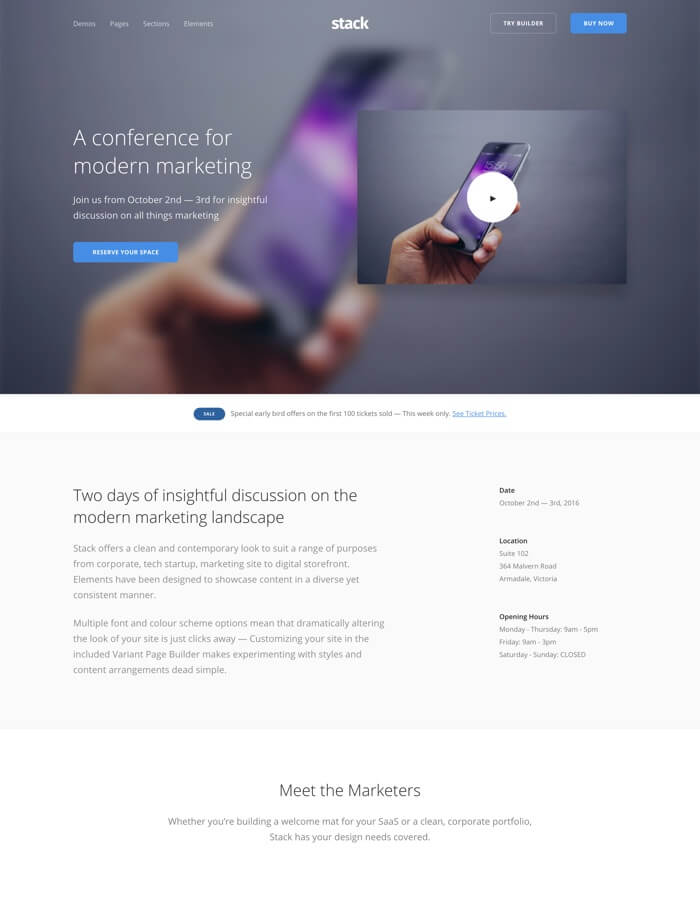 Demos Pages Sections Elements
stack
TRY BUILDER
BUY NOW
A conference for
modern marketing
Join us from October 2nd — 3rd for insightful
discussion on all things marketing
RESERVE YOUR SPACE
15:56
SALE Special early bird offers on the first 100 tickets sold — This week only. See Ticket Prices.
Two days of insightful discussion on the
modern marketing landscape
Stack offers a clean and contemporary look to suit a range of purposes
from corporate, tech startup, marketing site to digital storefront.
Elements have been designed to showcase content in a diverse yet
consistent manner.
Multiple font and colour scheme options mean that dramatically altering
the look of your site is just clicks away — Customizing your site in the
included Variant Page Builder makes experimenting with styles and
content arrangements dead simple.
Date
October 2nd — 3rd, 2016
Location
Suite 102
364 Malvern Road
Armadale, Victoria
Opening Hours
Monday - Thursday: 9am - 5pm
Friday: 9am - 3pm
Saturday - Sunday: CLOSED
Meet the Marketers
Whether you're building a welcome mat for your SaaS or a clean, corporate portfolio,
Stack has your design needs covered.